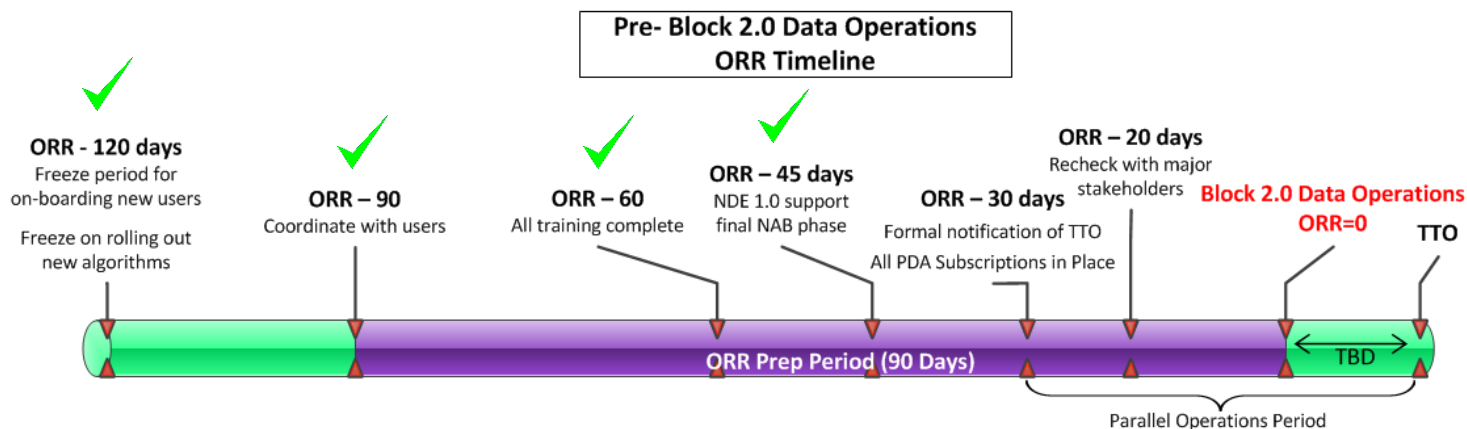 Pre- Block 2.0 Data Operations
ORR Timeline
ORR - 120 days
Freeze period for
on-boarding new users
Freeze on rolling out
new algorithms
ORR – 90
Coordinate with users
ORR – 60
All training complete
ORR – 45 days
NDE 1.0 support
final NAB phase
ORR – 30 days
Formal notification of TTO
All PDA Subscriptions in Place
ORR – 20 days
Recheck with major
stakeholders
Block 2.0 Data Operations
ORR=0
TTO
ORR Prep Period (90 Days)
TBD
Parallel Operations Period